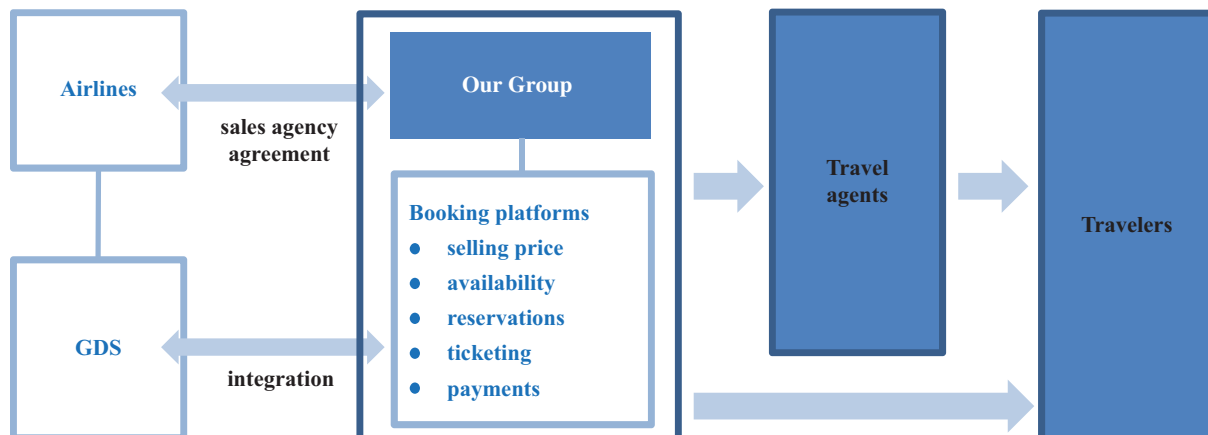 Airlines
sales agency
agreement
Our Group
Booking platforms
● selling price
● availability
● reservations
● ticketing
● payments
GDS
integration
Travel
agents
Travelers